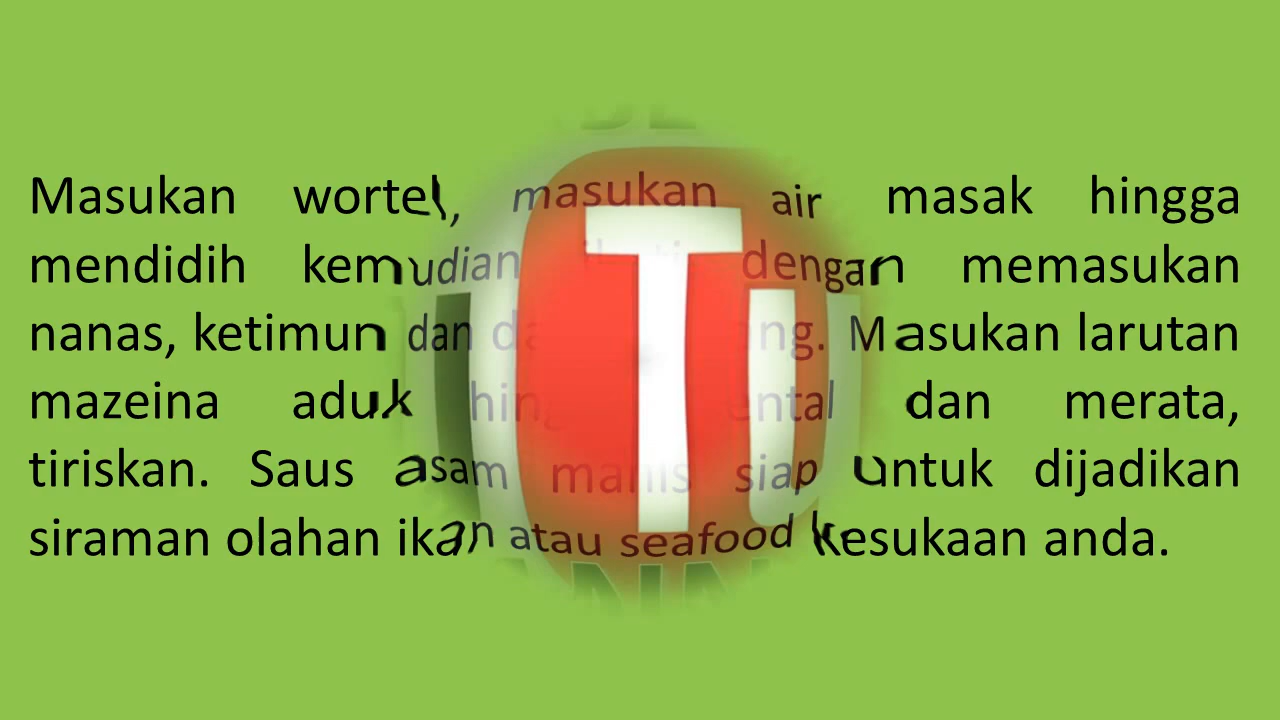 Masukan wortel, masukan air masak hingga
mendidih kemudian dengan memasukan
nanas, ketimun dan Masukan larutan
mazeina aduk dan merata,
tiriskan. Saus asam manis siap untuk dijadikan
siraman olahan ikan atau seafood kesukaan anda.